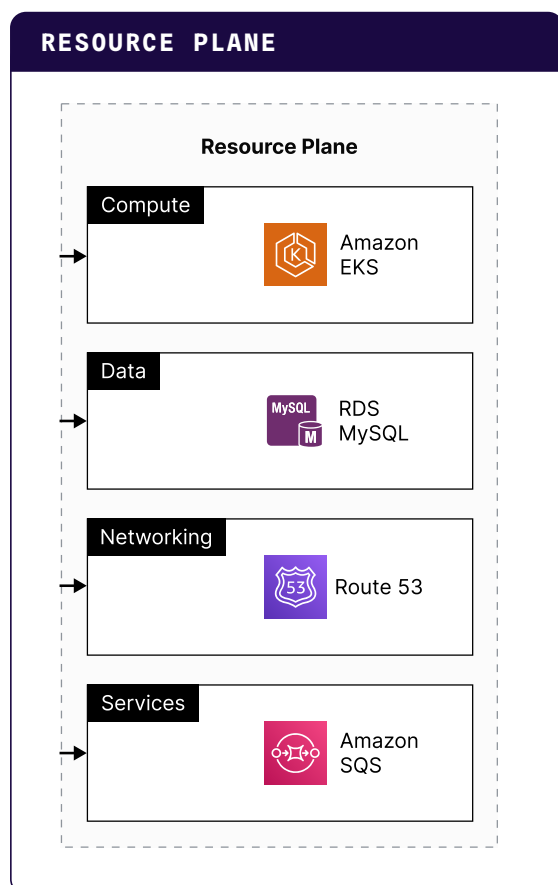 RESOURCE PLANE
Resource Plane
Compute
K
Amazon
EKS
Data
MySQL
M
RDS
MySQL
Networking
53
Route 53
Services
Amazon
SQS